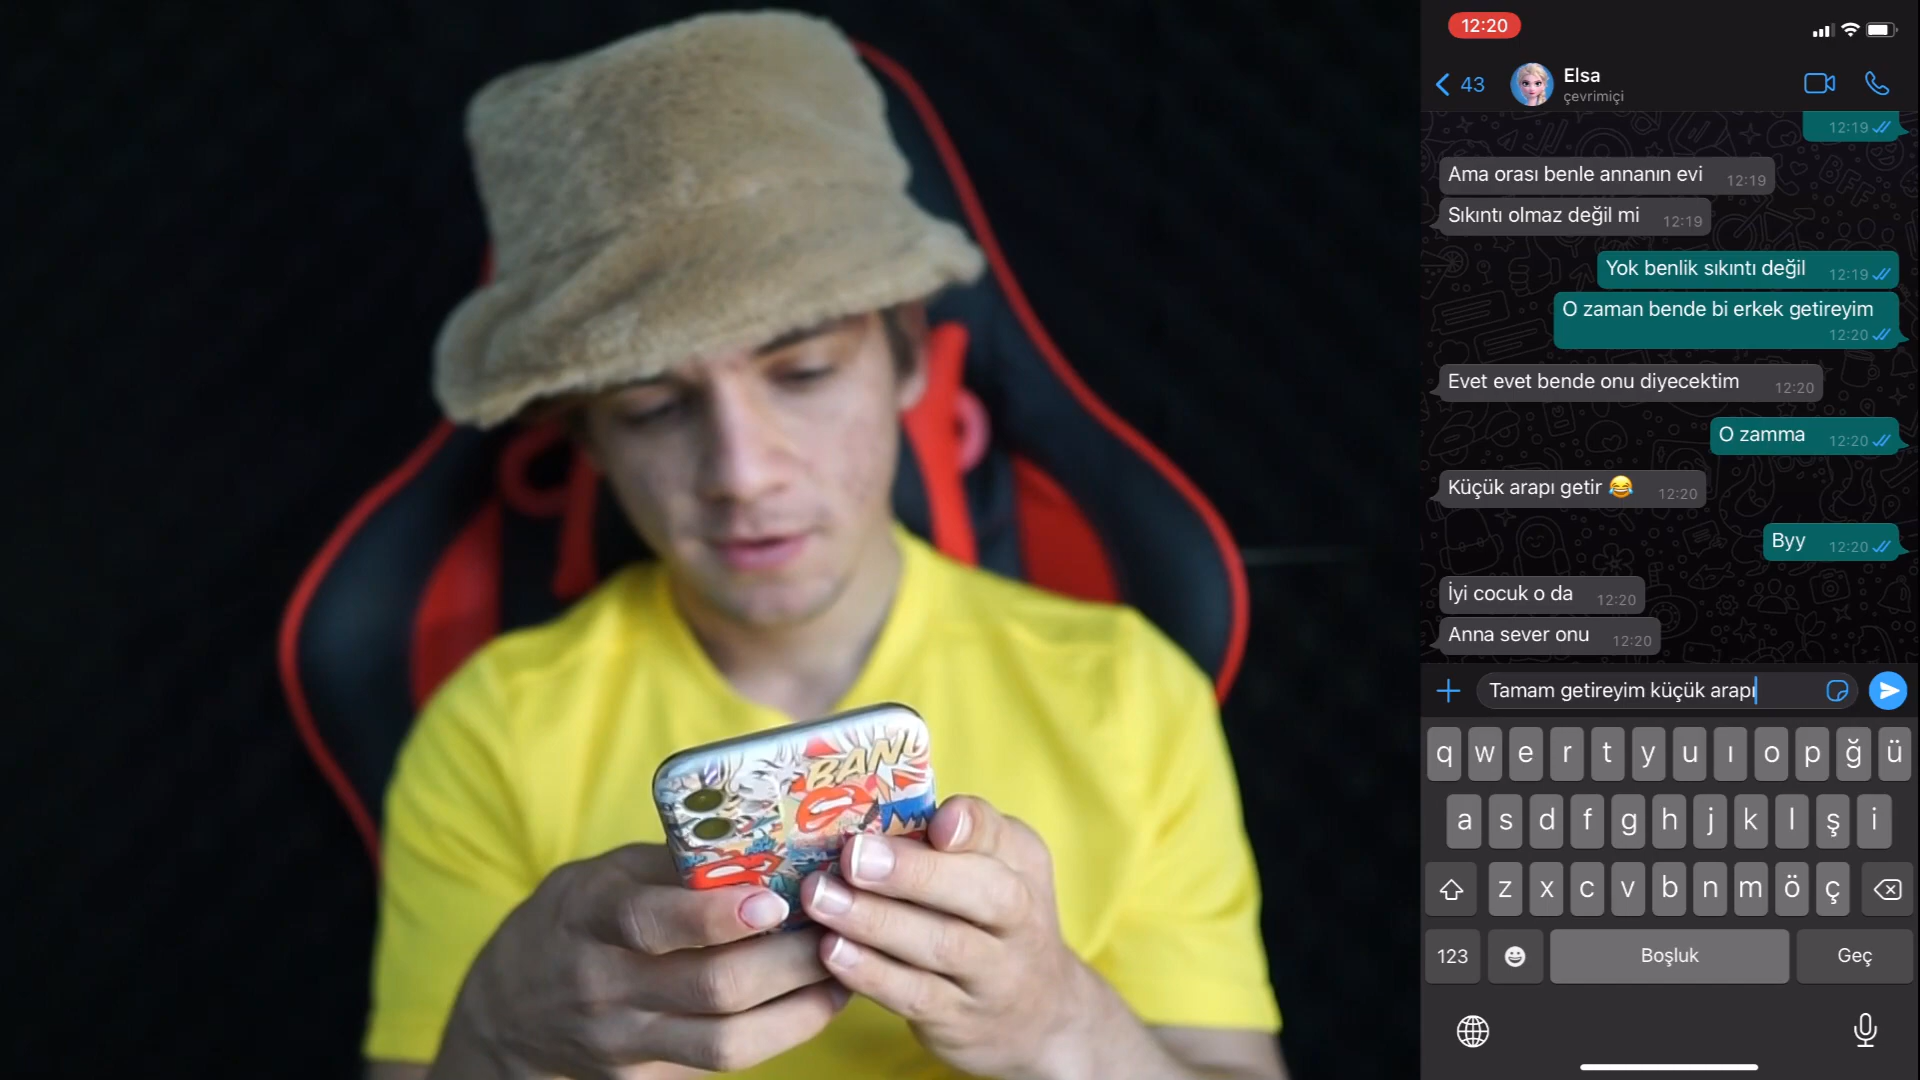 12:20
43
Elsa
çevrimiçi
12:19
Ama orası benle annanın evi 12:19
Sıkıntı olmaz değil mi 12:19
Yok benlik sıkıntı değil 12:19
O zaman bende bi erkek getireyim
12:20
Evet evet bende onu diyecektim 12:20
O zamma 12:20
Küçük arapı getir 😂 12:20
Byy 12:20
İyi cocuk o da 12:20
Anna sever onu 12:20
Tamam getireyim küçük arapı
q w e r t y u ı o p ğ ü
a s d f g h j k l ş i
z x c v b n m ö ç
123 Boşluk Geç
BANG